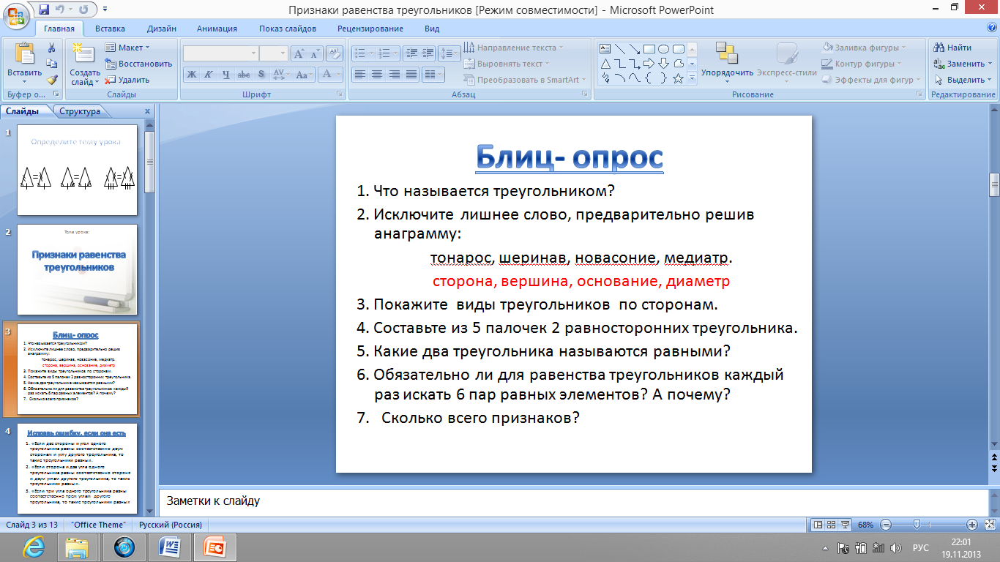 Признаки равенства треугольников [Режим совместимости] - Microsoft PowerPoint
Главная Вставка Дизайн Анимация Показ слайдов Рецензирование Вид
Вставить
Создать слайд
Макет
Восстановить
Удалить
Ж К Ч abc S AV Aa A
Направление текста
Выровнять текст
Преобразовать в SmartArt
Упорядочить
Экспресс-стили
Заливка фигуры
Контур фигуры
Эффекты для фигур
Найти
Заменить
Выделить
Буфер о... Слайды Шрифт Абзац Рисование Редактирование
Слайды Структура x
1
Определите тему урока
2
Тема урока:
Признаки равенства
треугольников
3
Блиц- опрос
1. Что называется треугольником?
2. Исключите лишнее слово, предварительно решив
анаграмму:
тонарос, шеринав, новасоние, медиатр.
сторона, вершина, основание, диаметр
3. Покажите виды треугольников по сторонам.
4. Составьте из 5 палочек 2 равносторонних треугольника.
5. Какие два треугольника называются равными?
6. Обязательно ли для равенства треугольников каждый
раз искать 6 пар равных элементов? А почему?
7. Сколько всего признаков?
4
Исправь ошибку, если она есть
1. «Если две стороны и угол одного
треугольника равны соответственно двум
сторонам и углу другого треугольника, то
такие треугольники равны».
2. «Если сторона и два угла одного
треугольника равны соответственно стороне
и двум углам другого треугольника, то такие
треугольники равны».
3. «Если три угла одного треугольника равны
соответственно трем углам другого
треугольника, то такие треугольники равны»
Блиц- опрос
1. Что называется треугольником?
2. Исключите лишнее слово, предварительно решив
анаграмму:
тонарос, шеринав, новасоние, медиатр.
сторона, вершина, основание, диаметр
3. Покажите виды треугольников по сторонам.
4. Составьте из 5 палочек 2 равносторонних треугольника.
5. Какие два треугольника называются равными?
6. Обязательно ли для равенства треугольников каждый
раз искать 6 пар равных элементов? А почему?
7. Сколько всего признаков?
Заметки к слайду
Слайд 3 из 13 "Office Theme" Русский (Россия) 68%
РУС
22:01
19.11.2013